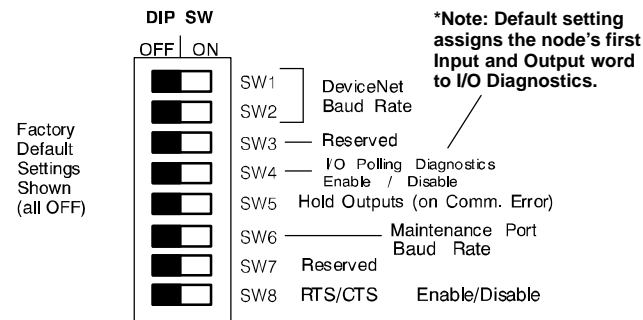 DIP SW
OFF ON
*Note: Default setting
assigns the node's first
Input and Output word
to I/O Diagnostics.
Factory
Default
Settings
Shown
(all OFF)
SW1
SW2
DeviceNet
Baud Rate
SW3 Reserved
SW4 I/O Polling Diagnostics
Enable / Disable
SW5 Hold Outputs (on Comm. Error)
SW6 Maintenance Port
Baud Rate
SW7 Reserved
SW8 RTS/CTS Enable/Disable